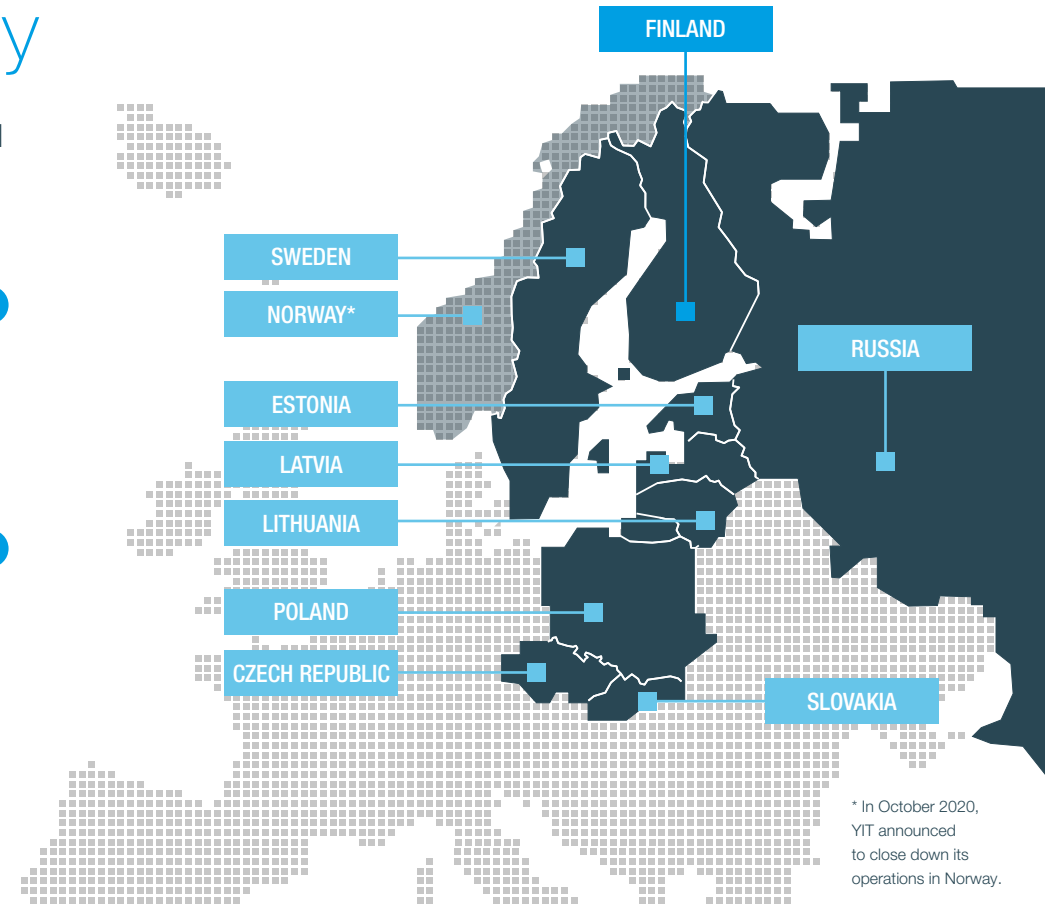 y
FINLAND
SWEDEN
NORWAY*
RUSSIA
ESTONIA
LATVIA
LITHUANIA
POLAND
CZECH REPUBLIC
SLOVAKIA
* In October 2020,
YIT announced
to close down its
operations in Norway.